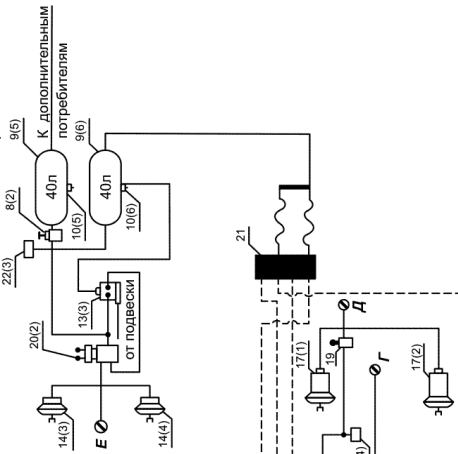 К дополнительным
потребителям
9(5)
9(6)
40л
40л
8(2)
10(5)
10(6)
22(3)
13(3)
20(2)
от подвески
14(3)
14(4)
Е
21
Д
17(1)
19
Г
17(2)